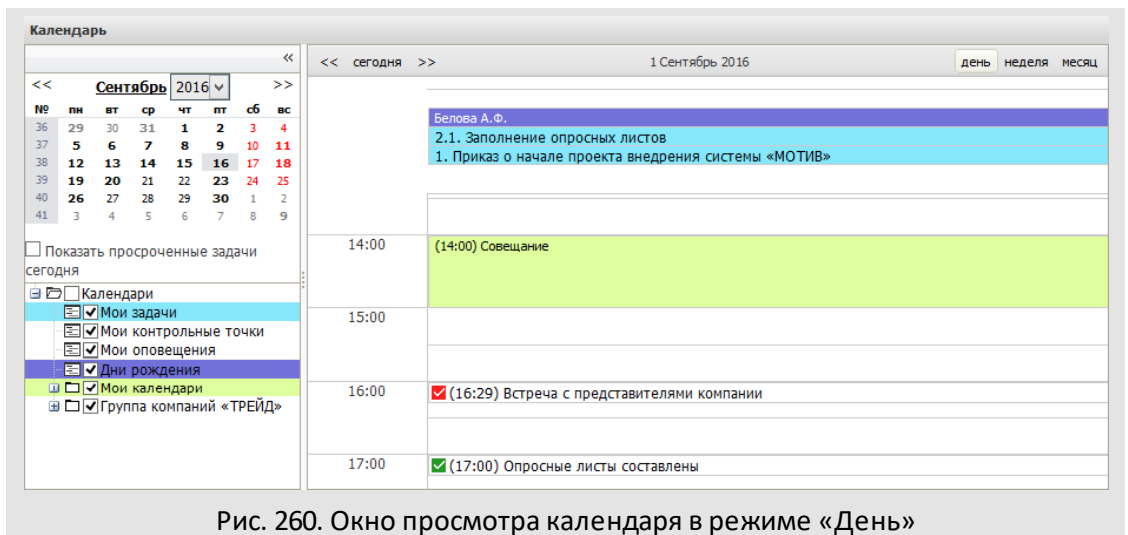 Календарь
«
<< Сентябрь 2016 >>
№ пн вт ср чт пт сб вс
36 29 30 31 1 2 3 4
37 5 6 7 8 9 10 11
38 12 13 14 15 16 17 18
39 19 20 21 22 23 24 25
40 26 27 28 29 30 1 2
41 3 4 5 6 7 8 9
Показать просроченные задачи
сегодня
Календари
Мои задачи
Мои контрольные точки
Мои оповещения
Дни рождения
Мои календари
Группа компаний «ТРЕЙД»
<< сегодня >> 1 Сентябрь 2016 день неделя месяц
Белова А.Ф.
2.1. Заполнение опросных листов
1. Приказ о начале проекта внедрения системы «МОТИВ»
14:00 (14:00) Совещание
15:00
16:00 (16:29) Встреча с представителями компании
17:00 (17:00) Опросные листы составлены
Рис. 260. Окно просмотра календаря в режиме «День»